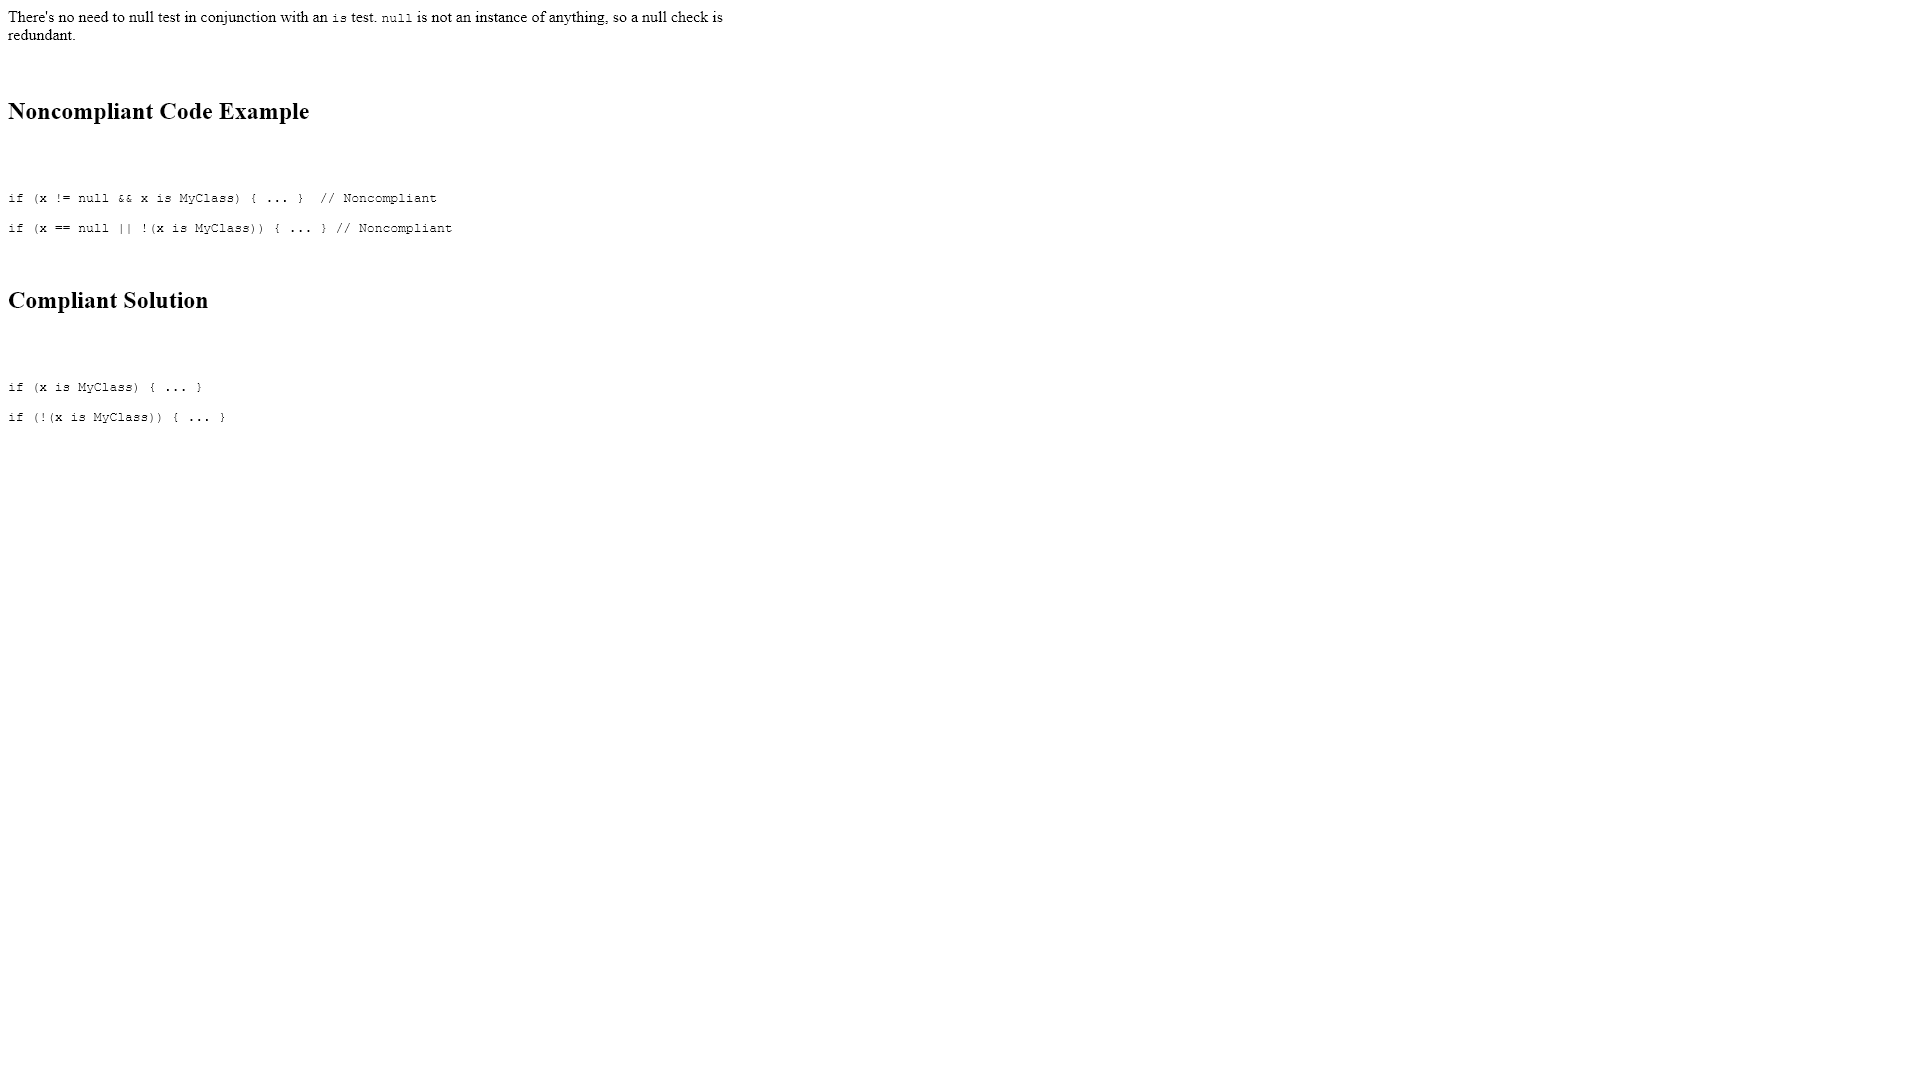 There's no need to null test in conjunction with an is test. null is not an instance of anything, so a null check is
redundant.
Noncompliant Code Example
if (x != null && x is MyClass) { ... }  // Noncompliant
if (x == null || !(x is MyClass)) { ... } // Noncompliant
Compliant Solution
if (x is MyClass) { ... }
if (!(x is MyClass)) { ... }